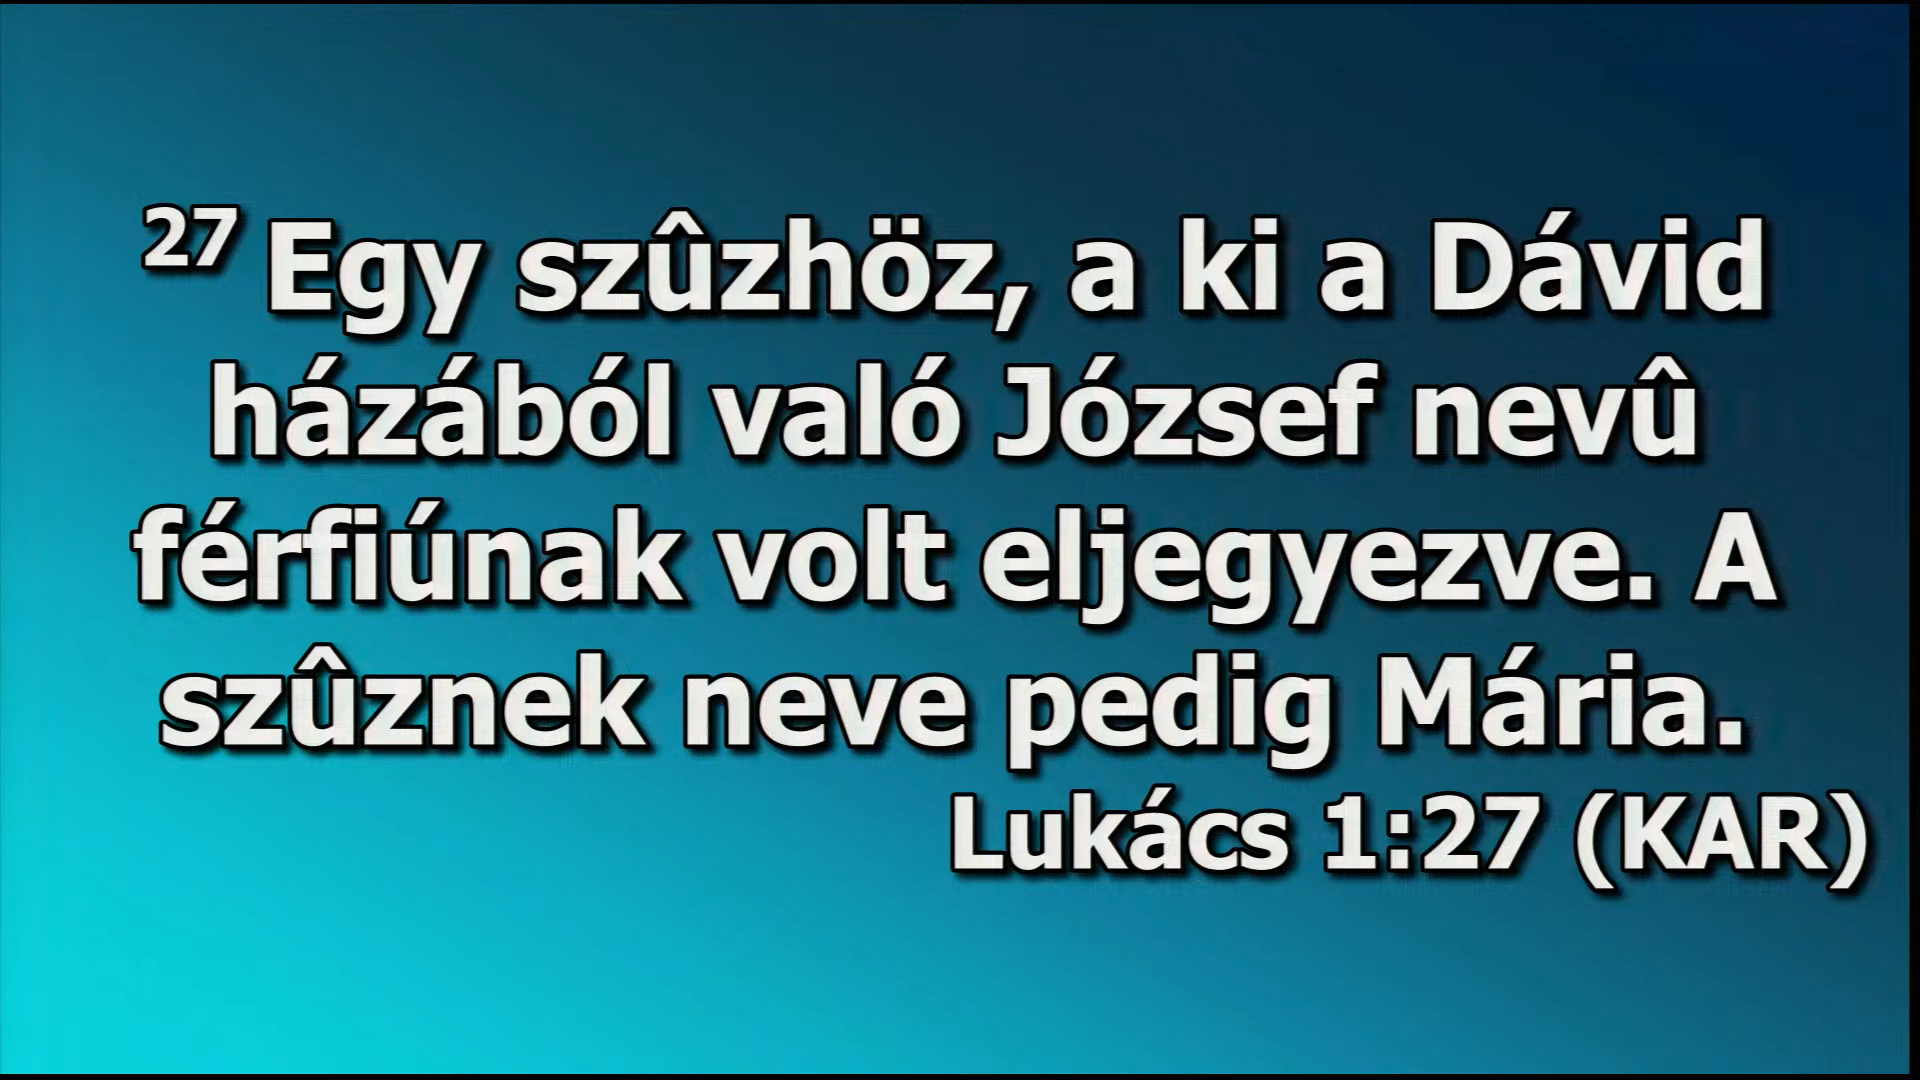 27 Egy szûzhöz, a ki a Dávid
házából való József nevû
férfiúnak volt eljegyezve. A
szûznek neve pedig Mária.
Lukács 1:27 (KAR)